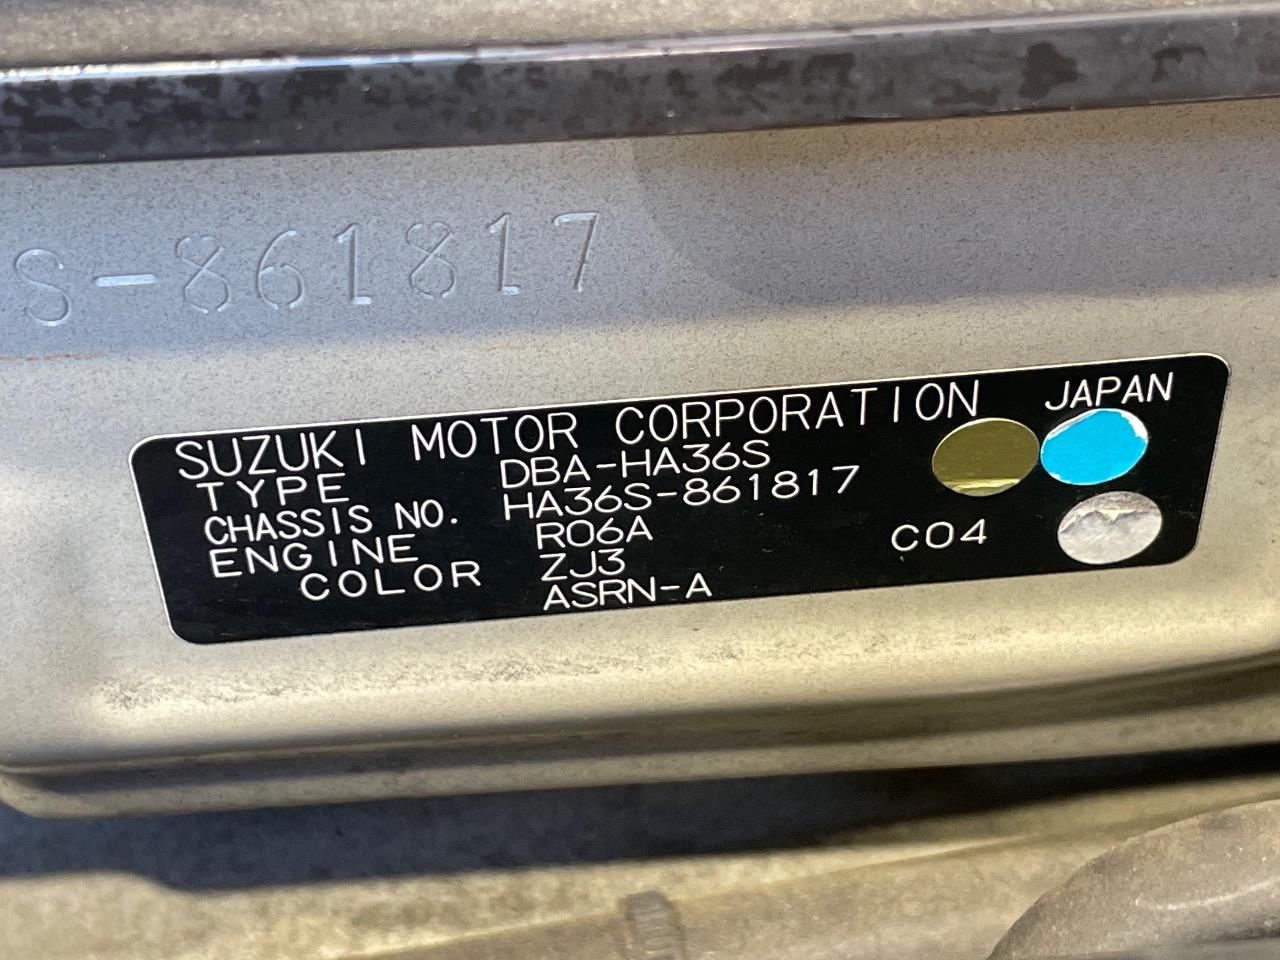 S-861817
SUZUKI MOTOR CORPORATION JAPAN
TYPE DBA-HA36S
CHASSIS NO. HA36S-861817
ENGINE R06A
COLOR ZJ3 C04
ASRN-A